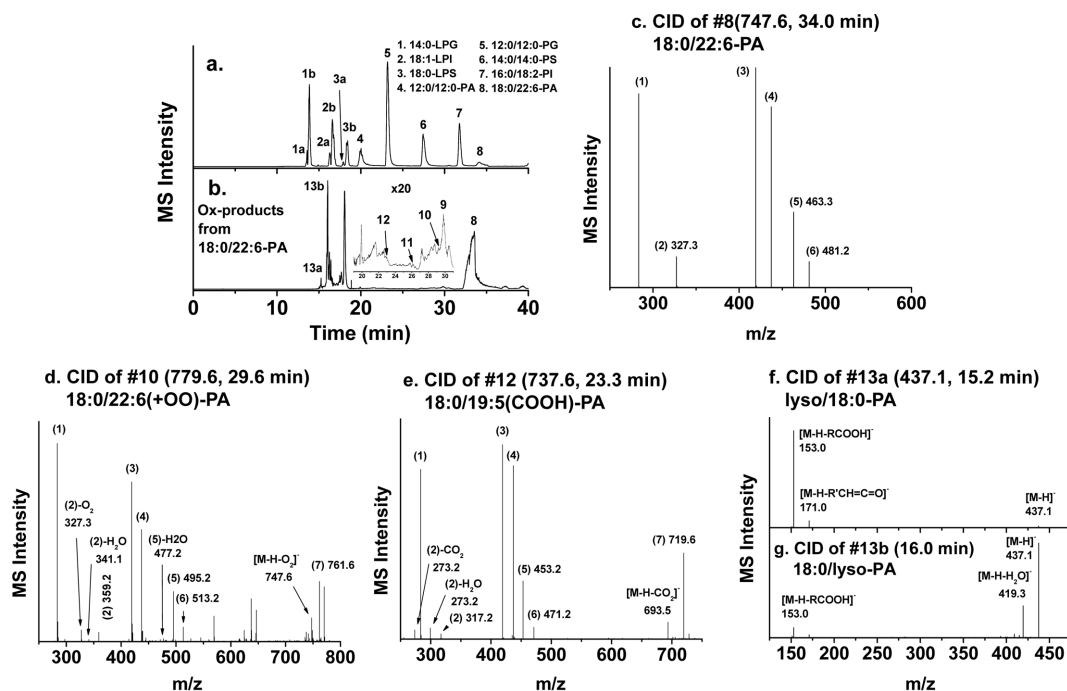 a.
1. 14:0-LPG
2. 18:1-LPI
3. 18:0-LPS
4. 12:0/12:0-PA
5. 12:0/12:0-PG
6. 14:0/14:0-PS
7. 16:0/18:2-PI
8. 18:0/22:6-PA
1a
1b
2a
2b
3a
3b
4
5
6
7
8
b.
Ox-products
from
18:0/22:6-PA
13a
13b
x20
12
11
10
9
8
20 22 24 26 28 30
0 10 20 30 40
Time (min)
MS Intensity
c. CID of #8(747.6, 34.0 min)
18:0/22:6-PA
(1)
(2) 327.3
(3)
(4)
(5) 463.3
(6) 481.2
300 400 500 600
m/z
MS Intensity
d. CID of #10 (779.6, 29.6 min)
18:0/22:6(+OO)-PA
(1)
(2)-O2
327.3
(2)-H2O
341.1
(2) 359.2
(3)
(4)
(5)-H2O
477.2
(5) 495.2
(6) 513.2
[M-H-O2]-
747.6
(7) 761.6
300 400 500 600 700 800
m/z
MS Intensity
e. CID of #12 (737.6, 23.3 min)
18:0/19:5(COOH)-PA
(1)
(2)-CO2
273.2
(2)-H2O
273.2
(2) 317.2
(3)
(4)
(5) 453.2
(6) 471.2
[M-H-CO2]-
693.5
(7) 719.6
300 400 500 600 700
m/z
MS Intensity
f. CID of #13a (437.1, 15.2 min)
lyso/18:0-PA
[M-H-RCOOH]-
153.0
[M-H-R'CH=C=O]-
171.0
[M-H]-
437.1
g. CID of #13b (16.0 min)
18:0/lyso-PA
[M-H-RCOOH]-
153.0
[M-H]-
437.1
[M-H-H2O]-
419.3
150 200 250 300 350 400 450
m/z
MS Intensity